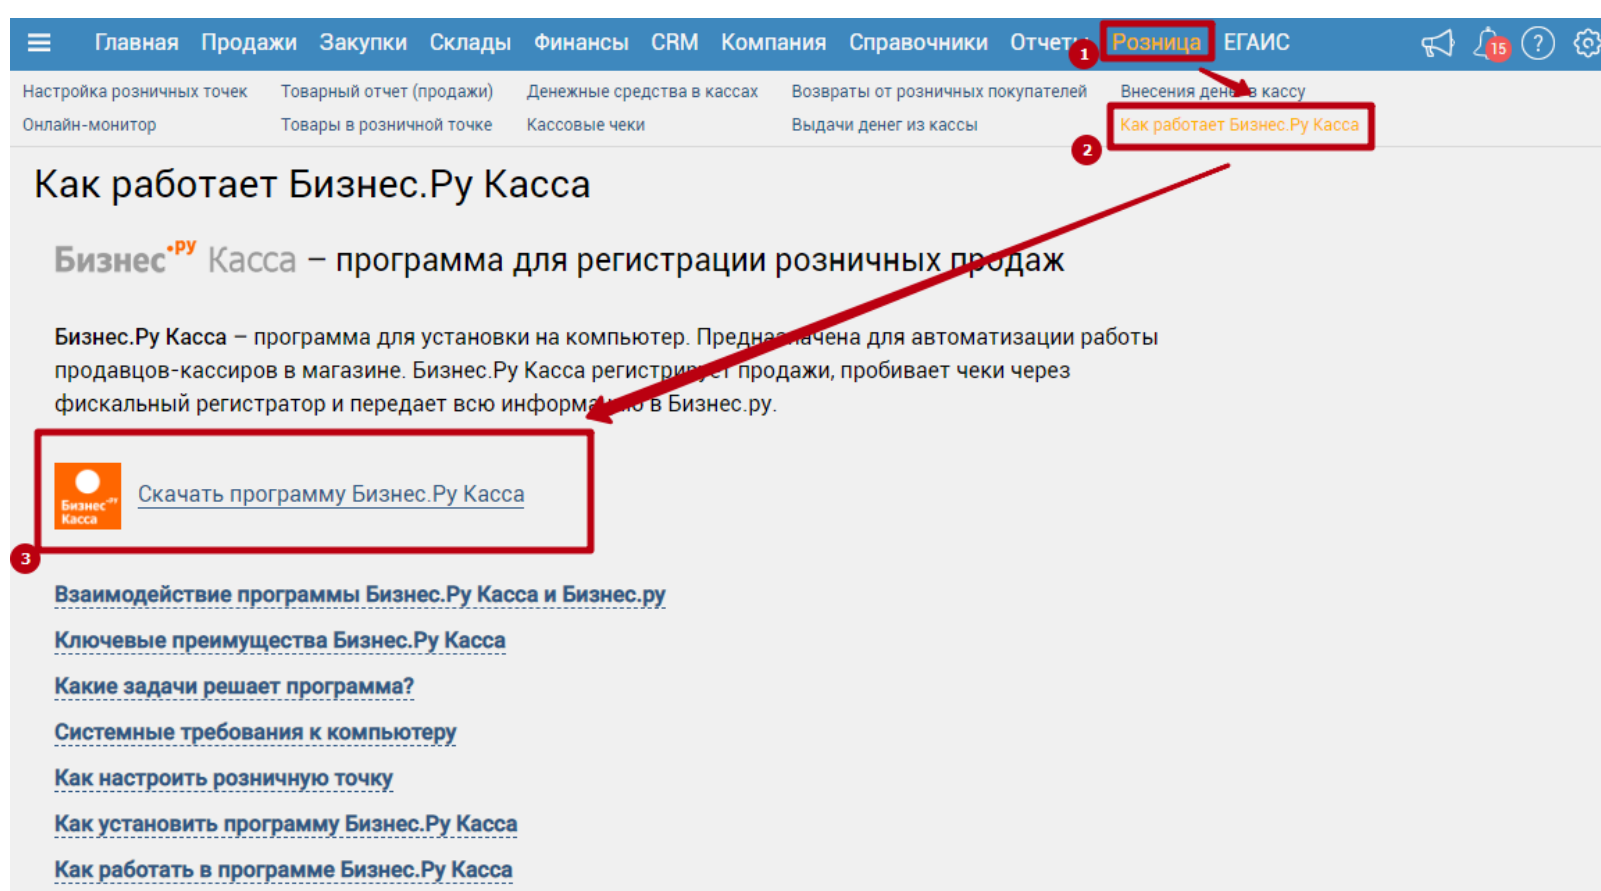 Главная Продажи Закупки Склады Финансы CRM Компания Справочники Отчеты Розница ЕГАИС 15 ?
1
Настройка розничных точек Товарный отчет (продажи) Денежные средства в кассах Возвраты от розничных покупателей Внесения денег в кассу
Онлайн-монитор Товары в розничной точке Кассовые чеки Выдачи денег из кассы Как работает Бизнес.Ру Касса
2
Как работает Бизнес.Ру Касса
Бизнес.РУ Касса – программа для регистрации розничных продаж
Бизнес.Ру Касса – программа для установки на компьютер. Предназначена для автоматизации работы
продавцов-кассиров в магазине. Бизнес.Ру Касса регистрирует продажи, пробивает чеки через
фискальный регистратор и передает всю информацию в Бизнес.ру.
Бизнес.РУ
Касса
Скачать программу Бизнес.Ру Касса
3
Взаимодействие программы Бизнес.Ру Касса и Бизнес.ру
Ключевые преимущества Бизнес.Ру Касса
Какие задачи решает программа?
Системные требования к компьютеру
Как настроить розничную точку
Как установить программу Бизнес.Ру Касса
Как работать в программе Бизнес.Ру Касса